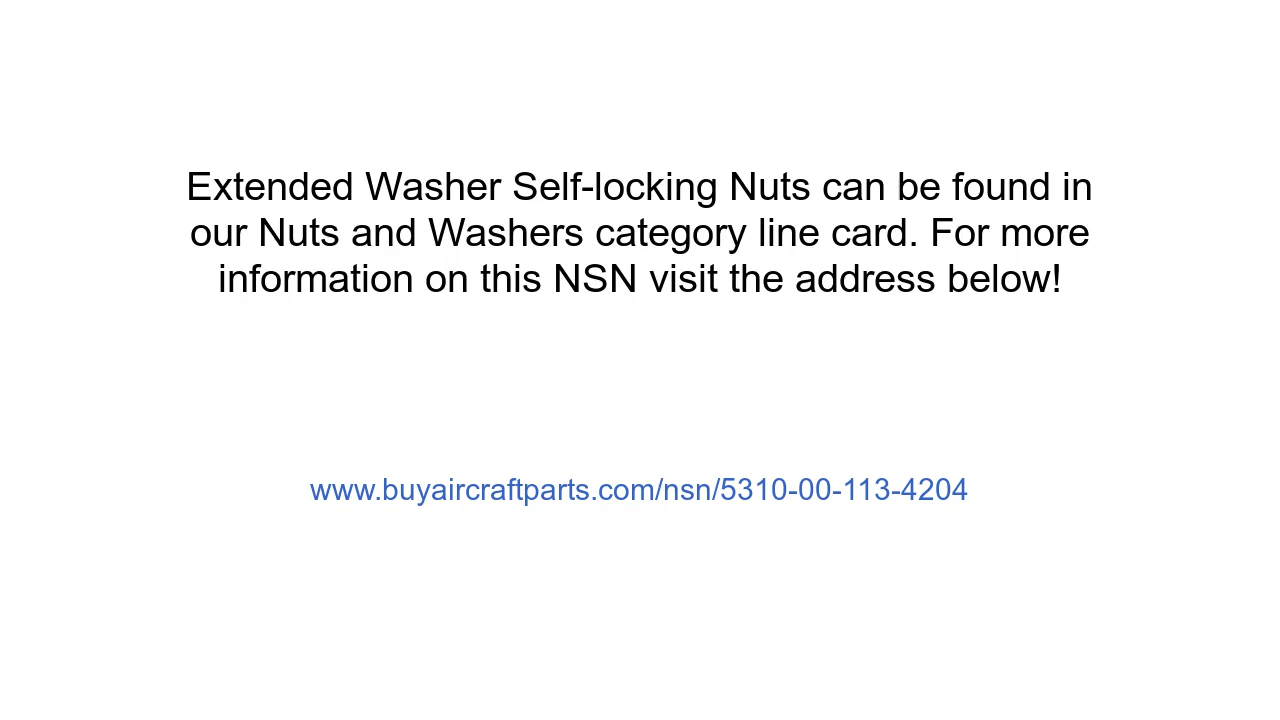 Extended Washer Self-locking Nuts can be found in
our Nuts and Washers category line card. For more
information on this NSN visit the address below!
www.buyaircraftparts.com/nsn/5310-00-113-4204